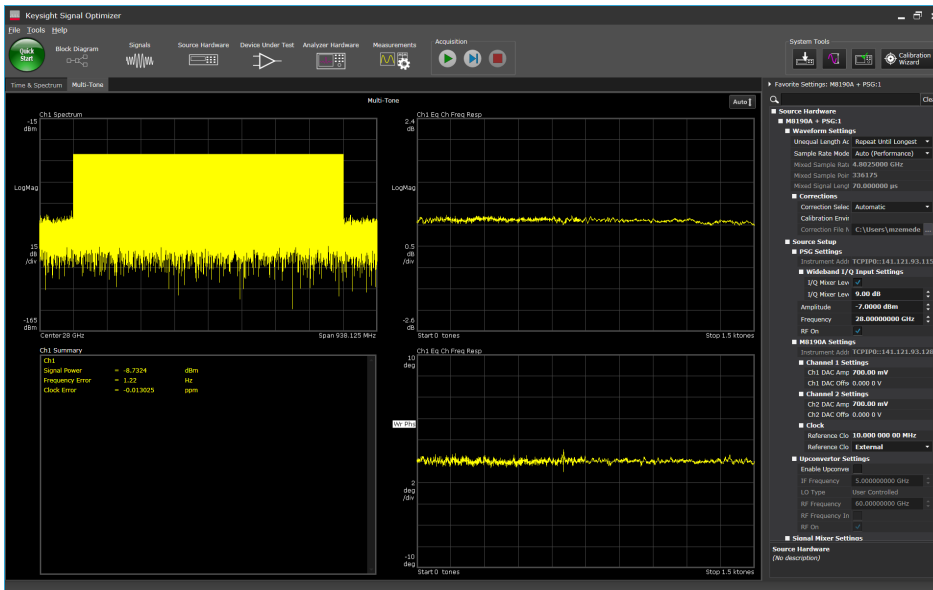 Keysight Signal Optimizer
File Tools Help
Quick Start
Block Diagram
Signals
Source Hardware
Device Under Test
Analyzer Hardware
Measurements
Acquisition
System Tools
Calibration Wizard
Time & Spectrum
Multi-Tone
Multi-Tone
Auto
Ch1 Spectrum
-15
dBm
LogMag
15
dB
/div
-165
dBm
Center 28 GHz
Span 938.125 MHz
Ch1 Eq Ch Freq Resp
2.4
dB
LogMag
0.5
dB
/div
-2.6
dB
Start 0 tones
Stop 1.5 ktones
Ch1 Summary
Ch1
Signal Power = -8.7324 dBm
Frequency Error = 1.22 Hz
Clock Error = -0.013025 ppm
Ch1 Eq Ch Freq Resp
10
deg
Wr Phs
2
deg
/div
-10
deg
Start 0 tones
Stop 1.5 ktones
Favorite Settings: M8190A + PSG:1
Clea
Source Hardware
M8190A + PSG:1
Waveform Settings
Unequal Length Ac Repeat Until Longest
Sample Rate Mode Auto (Performance)
Mixed Sample Rate 4.8025000 GHz
Mixed Sample Poin 336175
Mixed Signal Lengt 70.000000 µs
Corrections
Correction Selec Automatic
Calibration Envir
Correction File N C:\Users\mzemede ...
Source Setup
PSG Settings
Instrument Addr TCPIP0::141.121.93.115
Wideband I/Q Input Settings
I/Q Mixer Lev
I/Q Mixer Lev 9.00 dB
Amplitude -7.0000 dBm
Frequency 28.00000000 GHz
RF On
M8190A Settings
Instrument Addr TCPIP0::141.121.93.128
Channel 1 Settings
Ch1 DAC Amp 700.00 mV
Ch1 DAC Offs 0.000 0 V
Channel 2 Settings
Ch2 DAC Amp 700.00 mV
Ch2 DAC Offs 0.000 0 V
Clock
Reference Clo 10.000 000 00 MHz
Reference Clo External
Upconverter Settings
Enable Upconver
IF Frequency 5.000000000 GHz
LO Type User Controlled
RF Frequency 60.00000000 GHz
RF Frequency In
RF On
Signal Mixer Settings
Source Hardware
(No description)